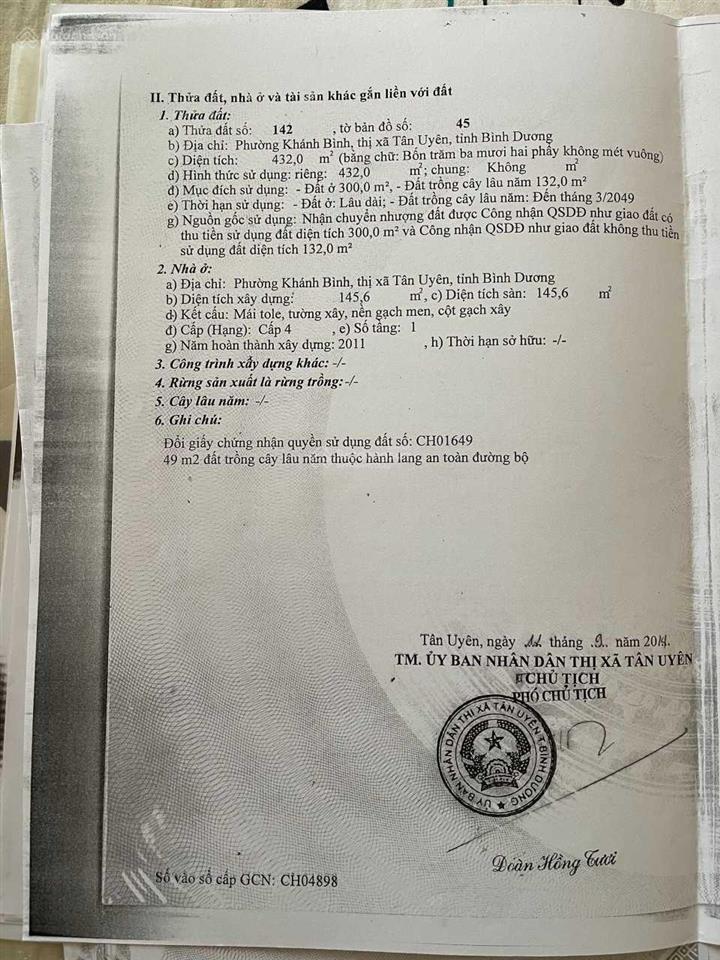 II. Thửa đất, nhà ở và tài sản khác gắn liền với đất
1. Thửa đất:
a) Thửa đất số: 142 , tờ bản đồ số: 45
b) Địa chỉ: Phường Khánh Bình, thị xã Tân Uyên, tỉnh Bình Dương
c) Diện tích: 432,0 m² (bằng chữ: Bốn trăm ba mươi hai phẩy không mét vuông)
d) Hình thức sử dụng: riêng: 432,0 m²; chung: Không m²
đ) Mục đích sử dụng: - Đất ở 300,0 m², - Đất trồng cây lâu năm 132,0 m²
e) Thời hạn sử dụng: - Đất ở: Lâu dài; - Đất trồng cây lâu năm: Đến tháng 3/2049
g) Nguồn gốc sử dụng: Nhận chuyển nhượng đất được Công nhận QSDĐ như giao đất có
thu tiền sử dụng đất diện tích 300,0 m² và Công nhận QSDĐ như giao đất không thu tiền
sử dụng đất diện tích 132,0 m²
2. Nhà ở:
a) Địa chỉ: Phường Khánh Bình, thị xã Tân Uyên, tỉnh Bình Dương
b) Diện tích xây dựng: 145,6 m², c) Diện tích sàn: 145,6 m²
d) Kết cấu: Mái tole, tường xây, nền gạch men, cột gạch xây
đ) Cấp (Hạng): Cấp 4 , e) Số tầng: 1
g) Năm hoàn thành xây dựng: 2011 , h) Thời hạn sở hữu: -/-
3. Công trình xây dựng khác: -/-
4. Rừng sản xuất là rừng trồng: -/-
5. Cây lâu năm: -/-
6. Ghi chú:
Đổi giấy chứng nhận quyền sử dụng đất số: CH01649
49 m2 đất trồng cây lâu năm thuộc hành lang an toàn đường bộ
Tân Uyên, ngày tháng 9 năm 2014.
TM. ỦY BAN NHÂN DÂN THỊ XÃ TÂN UYÊN
CHỦ TỊCH
PHÓ CHỦ TỊCH
ỦY BAN NHÂN DÂN THỊ XÃ TÂN UYÊN T. BÌNH DƯƠNG
Đoàn Hồng Tươi
Số vào sổ cấp GCN: CH04898